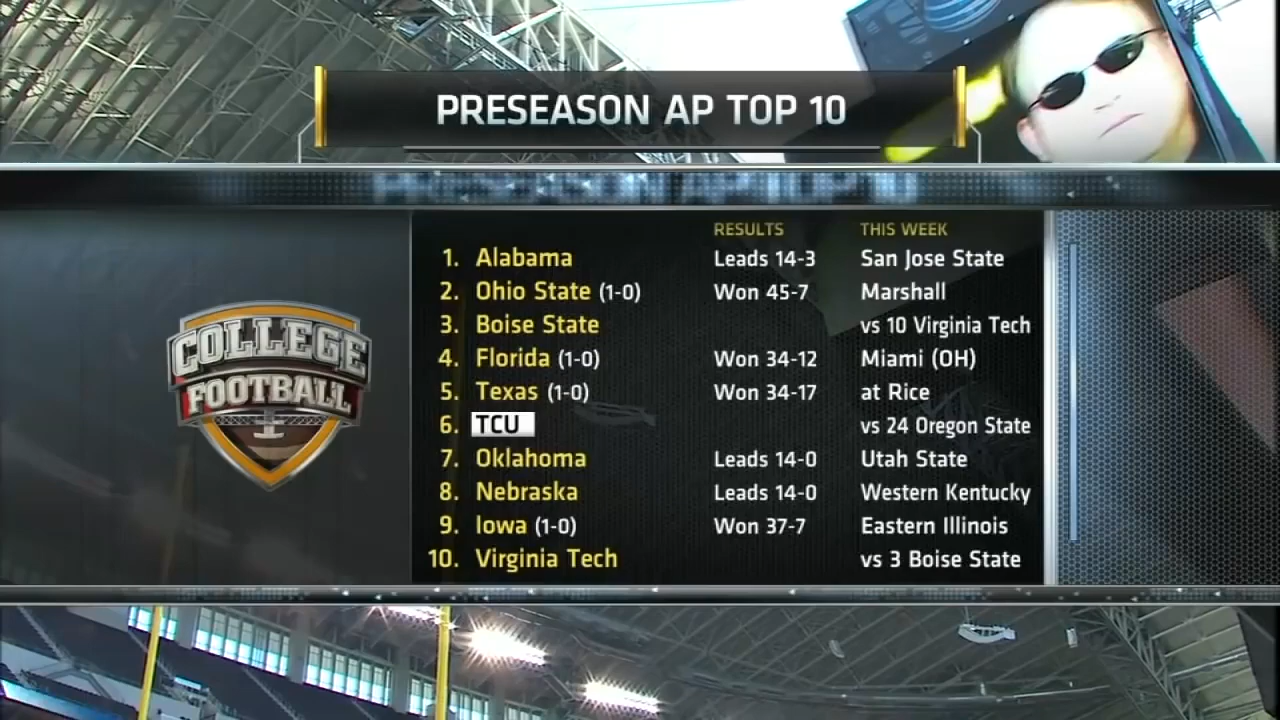 PRESEASON AP TOP 10
PRESEASON AP TOP 10
RESULTS THIS WEEK
1. Alabama Leads 14-3 San Jose State
2. Ohio State (1-0) Won 45-7 Marshall
3. Boise State vs 10 Virginia Tech
4. Florida (1-0) Won 34-12 Miami (OH)
5. Texas (1-0) Won 34-17 at Rice
6. TCU vs 24 Oregon State
7. Oklahoma Leads 14-0 Utah State
8. Nebraska Leads 14-0 Western Kentucky
9. Iowa (1-0) Won 37-7 Eastern Illinois
10. Virginia Tech vs 3 Boise State
COLLEGE
FOOTBALL